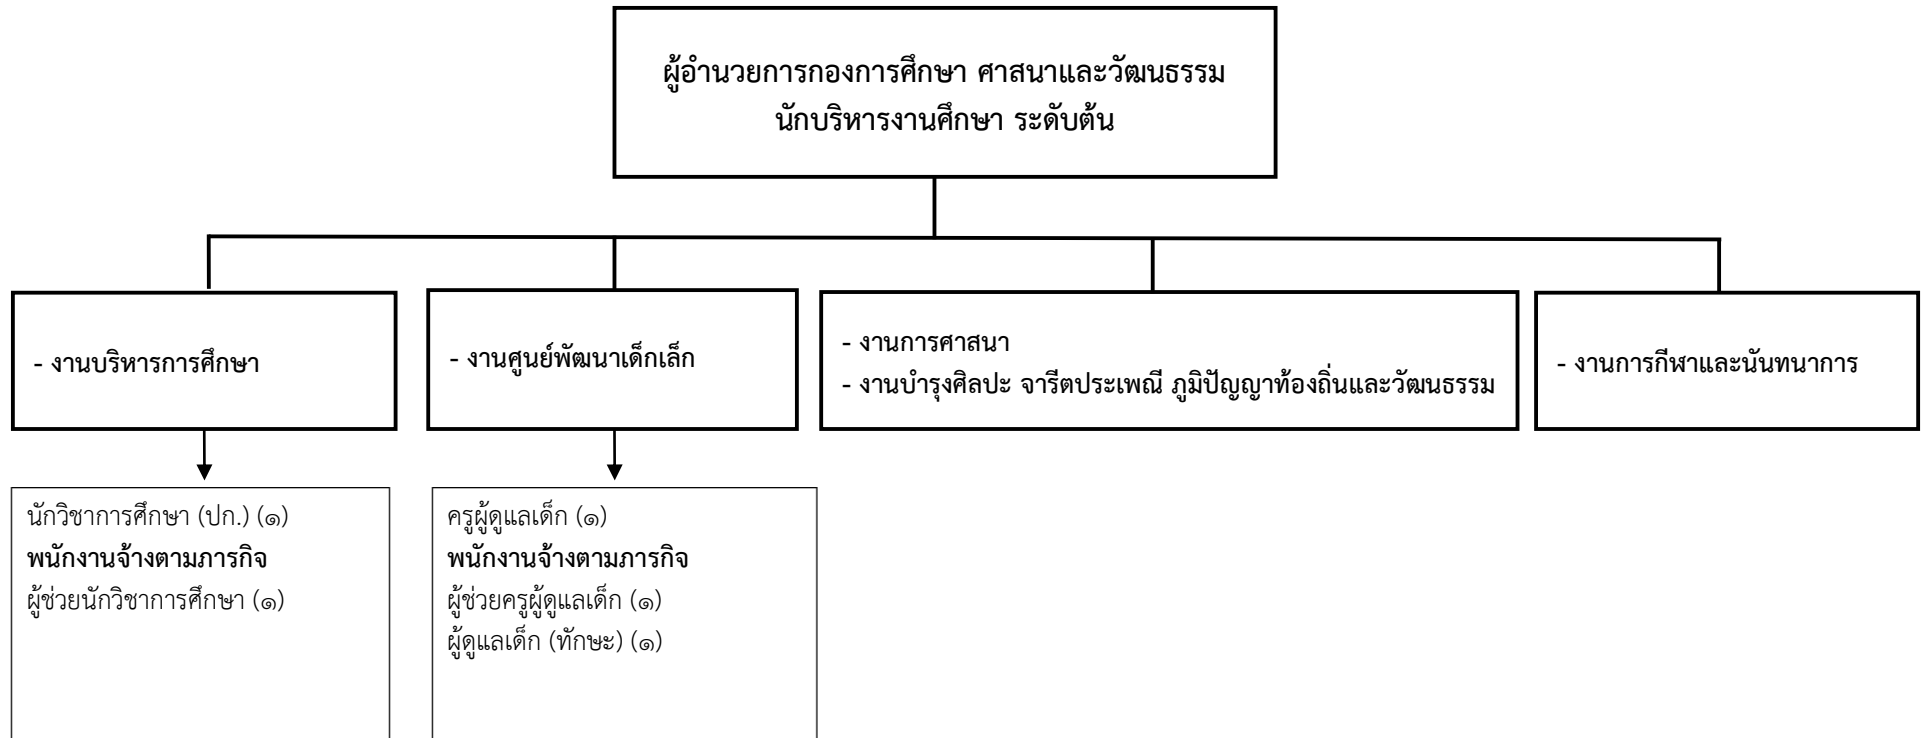 ผู้อำนวยการกองการศึกษา ศาสนาและวัฒนธรรม
นักบริหารงานศึกษา ระดับต้น
- งานบริหารการศึกษา
- งานศูนย์พัฒนาเด็กเล็ก
- งานการศาสนา
- งานบำรุงศิลปะ จารีตประเพณี ภูมิปัญญาท้องถิ่นและวัฒนธรรม
- งานการกีฬาและนันทนาการ
นักวิชาการศึกษา (ปก.) (๑)
พนักงานจ้างตามภารกิจ
ผู้ช่วยนักวิชาการศึกษา (๑)
ครูผู้ดูแลเด็ก (๑)
พนักงานจ้างตามภารกิจ
ผู้ช่วยครูผู้ดูแลเด็ก (๑)
ผู้ดูแลเด็ก (ทักษะ) (๑)